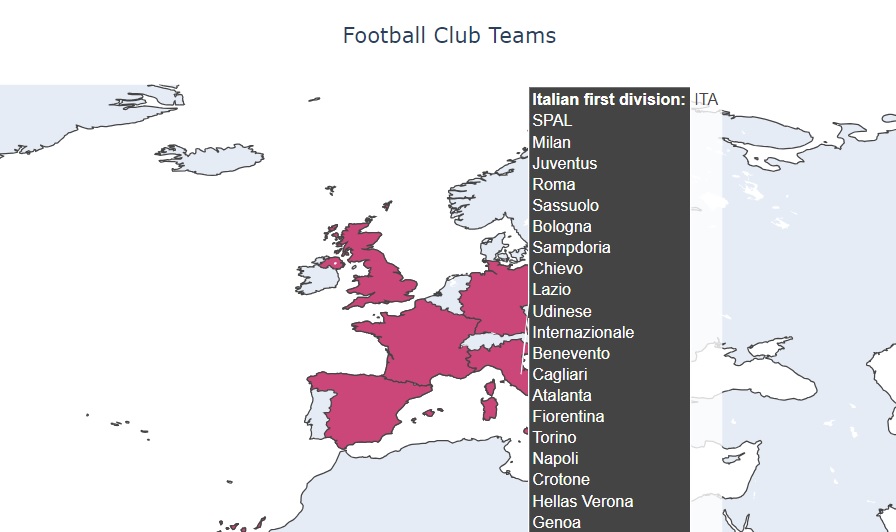 Football Club Teams
Italian first division: ITA
SPAL
Milan
Juventus
Roma
Sassuolo
Bologna
Sampdoria
Chievo
Lazio
Udinese
Internazionale
Benevento
Cagliari
Atalanta
Fiorentina
Torino
Napoli
Crotone
Hellas Verona
Genoa